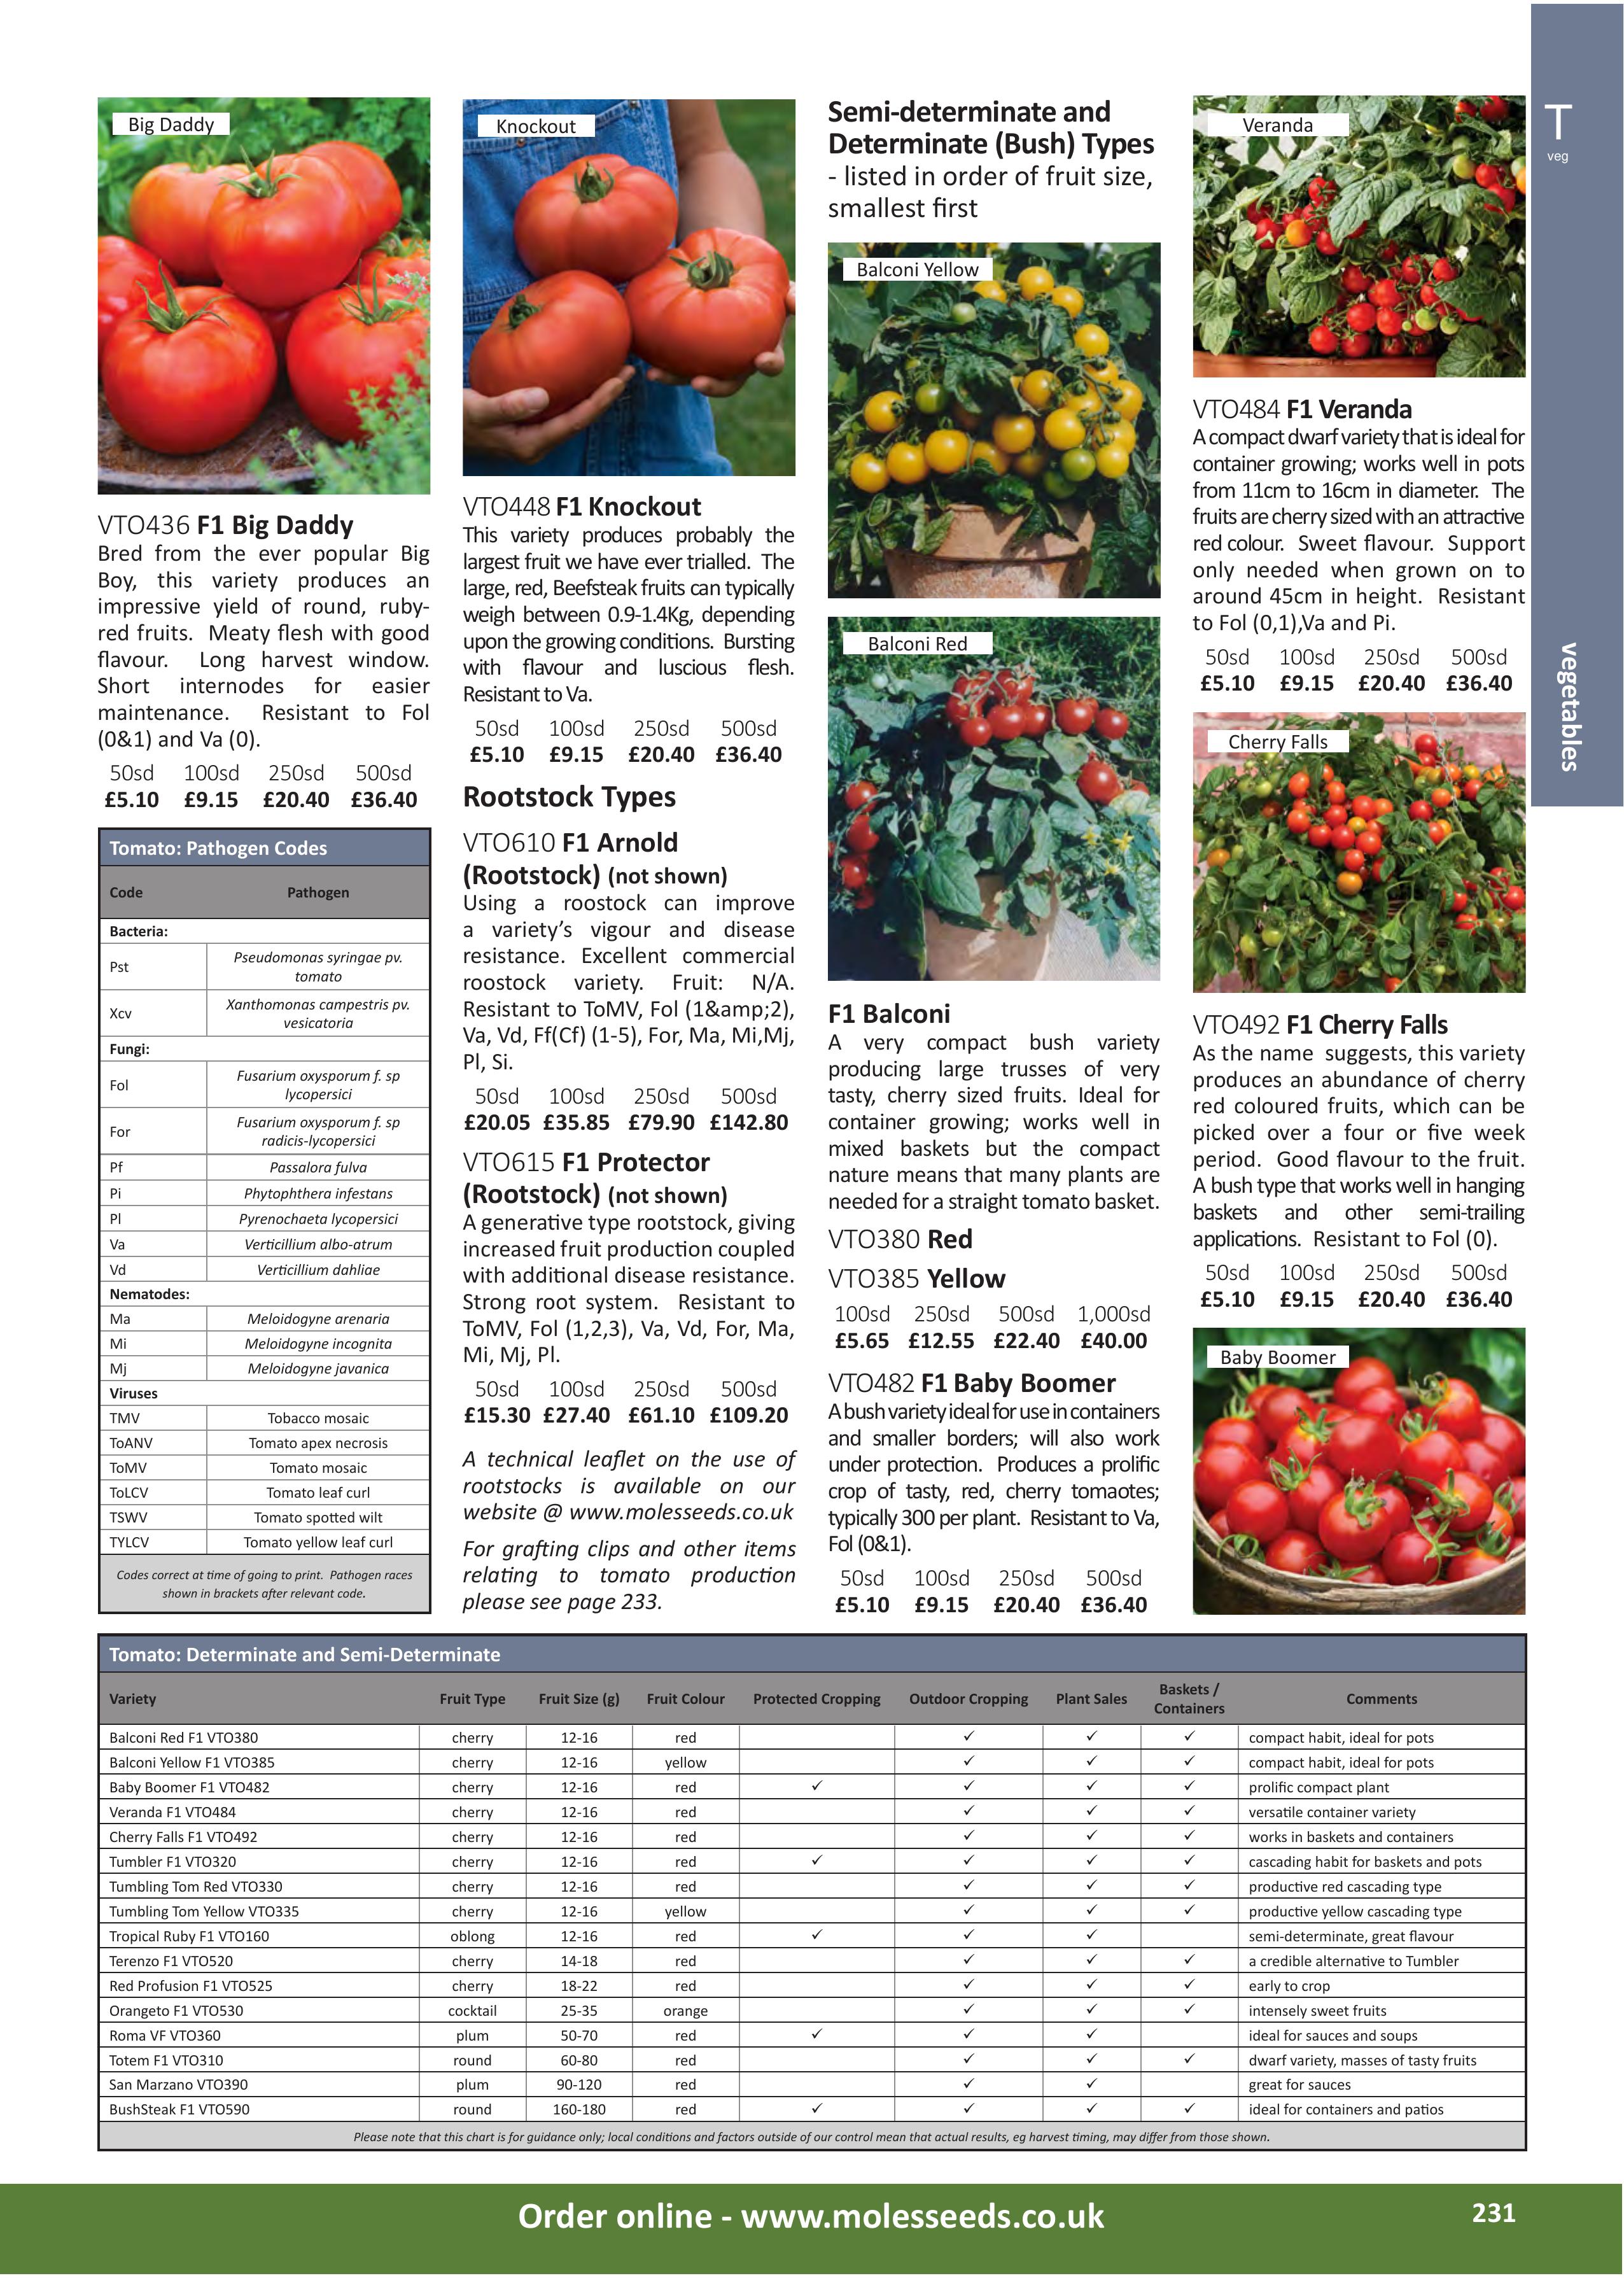 Big Daddy
VTO436 F1 Big Daddy
Bred from the ever popular Big
Boy, this variety produces an
impressive yield of round, ruby-
red fruits. Meaty flesh with good
flavour. Long harvest window.
Short internodes for easier
maintenance. Resistant to Fol
(0&1) and Va (0).
50sd 100sd 250sd 500sd
£5.10 £9.15 £20.40 £36.40
Tomato: Pathogen Codes
Code Pathogen
Bacteria:
Pst Pseudomonas syringae pv.
tomato
Xcv Xanthomonas campestris pv.
vesicatoria
Fungi:
Fol Fusarium oxysporum f. sp
lycopersici
For Fusarium oxysporum f. sp
radicis-lycopersici
Pf Passalora fulva
Pi Phytophthera infestans
Pl Pyrenochaeta lycopersici
Va Verticillium albo-atrum
Vd Verticillium dahliae
Nematodes:
Ma Meloidogyne arenaria
Mi Meloidogyne incognita
Mj Meloidogyne javanica
Viruses
TMV Tobacco mosaic
ToANV Tomato apex necrosis
ToMV Tomato mosaic
ToLCV Tomato leaf curl
TSWV Tomato spotted wilt
TYLCV Tomato yellow leaf curl
Codes correct at time of going to print. Pathogen races
shown in brackets after relevant code.
Knockout
VTO448 F1 Knockout
This variety produces probably the
largest fruit we have ever trialled. The
large, red, Beefsteak fruits can typically
weigh between 0.9-1.4Kg, depending
upon the growing conditions. Bursting
with flavour and luscious flesh.
Resistant to Va.
50sd 100sd 250sd 500sd
£5.10 £9.15 £20.40 £36.40
Rootstock Types
VTO610 F1 Arnold
(Rootstock) (not shown)
Using a roostock can improve
a variety’s vigour and disease
resistance. Excellent commercial
roostock variety. Fruit: N/A.
Resistant to ToMV, Fol (1&amp;2),
Va, Vd, Ff(Cf) (1-5), For, Ma, Mi,Mj,
Pl, Si.
50sd 100sd 250sd 500sd
£20.05 £35.85 £79.90 £142.80
VTO615 F1 Protector
(Rootstock) (not shown)
A generative type rootstock, giving
increased fruit production coupled
with additional disease resistance.
Strong root system. Resistant to
ToMV, Fol (1,2,3), Va, Vd, For, Ma,
Mi, Mj, Pl.
50sd 100sd 250sd 500sd
£15.30 £27.40 £61.10 £109.20
A technical leaflet on the use of
rootstocks is available on our
website @ www.molesseeds.co.uk
For grafting clips and other items
relating to tomato production
please see page 233.
Semi-determinate and
Determinate (Bush) Types
- listed in order of fruit size,
smallest first
Balconi Yellow
Balconi Red
F1 Balconi
A very compact bush variety
producing large trusses of very
tasty, cherry sized fruits. Ideal for
container growing; works well in
mixed baskets but the compact
nature means that many plants are
needed for a straight tomato basket.
VTO380 Red
VTO385 Yellow
100sd 250sd 500sd 1,000sd
£5.65 £12.55 £22.40 £40.00
VTO482 F1 Baby Boomer
A bush variety ideal for use in containers
and smaller borders; will also work
under protection. Produces a prolific
crop of tasty, red, cherry tomaotes;
typically 300 per plant. Resistant to Va,
Fol (0&1).
50sd 100sd 250sd 500sd
£5.10 £9.15 £20.40 £36.40
Veranda
VTO484 F1 Veranda
A compact dwarf variety that is ideal for
container growing; works well in pots
from 11cm to 16cm in diameter. The
fruits are cherry sized with an attractive
red colour. Sweet flavour. Support
only needed when grown on to
around 45cm in height. Resistant
to Fol (0,1),Va and Pi.
50sd 100sd 250sd 500sd
£5.10 £9.15 £20.40 £36.40
Cherry Falls
VTO492 F1 Cherry Falls
As the name suggests, this variety
produces an abundance of cherry
red coloured fruits, which can be
picked over a four or five week
period. Good flavour to the fruit.
A bush type that works well in hanging
baskets and other semi-trailing
applications. Resistant to Fol (0).
50sd 100sd 250sd 500sd
£5.10 £9.15 £20.40 £36.40
Baby Boomer
T
veg
vegetables
Tomato: Determinate and Semi-Determinate
Variety Fruit Type Fruit Size (g) Fruit Colour Protected Cropping Outdoor Cropping Plant Sales Baskets / Containers Comments
Balconi Red F1 VTO380 cherry 12-16 red ✓ ✓ ✓ compact habit, ideal for pots
Balconi Yellow F1 VTO385 cherry 12-16 yellow ✓ ✓ ✓ compact habit, ideal for pots
Baby Boomer F1 VTO482 cherry 12-16 red ✓ ✓ ✓ ✓ prolific compact plant
Veranda F1 VTO484 cherry 12-16 red ✓ ✓ ✓ versatile container variety
Cherry Falls F1 VTO492 cherry 12-16 red ✓ ✓ ✓ works in baskets and containers
Tumbler F1 VTO320 cherry 12-16 red ✓ ✓ ✓ ✓ cascading habit for baskets and pots
Tumbling Tom Red VTO330 cherry 12-16 red ✓ ✓ ✓ productive red cascading type
Tumbling Tom Yellow VTO335 cherry 12-16 yellow ✓ ✓ ✓ productive yellow cascading type
Tropical Ruby F1 VTO160 oblong 12-16 red ✓ ✓ ✓ semi-determinate, great flavour
Terenzo F1 VTO520 cherry 14-18 red ✓ ✓ ✓ a credible alternative to Tumbler
Red Profusion F1 VTO525 cherry 18-22 red ✓ ✓ ✓ early to crop
Orangeto F1 VTO530 cocktail 25-35 orange ✓ ✓ ✓ intensely sweet fruits
Roma VF VTO360 plum 50-70 red ✓ ✓ ✓ ideal for sauces and soups
Totem F1 VTO310 round 60-80 red ✓ ✓ ✓ dwarf variety, masses of tasty fruits
San Marzano VTO390 plum 90-120 red ✓ ✓ great for sauces
BushSteak F1 VTO590 round 160-180 red ✓ ✓ ✓ ✓ ideal for containers and patios
Please note that this chart is for guidance only; local conditions and factors outside of our control mean that actual results, eg harvest timing, may differ from those shown.
Order online - www.molesseeds.co.uk
231